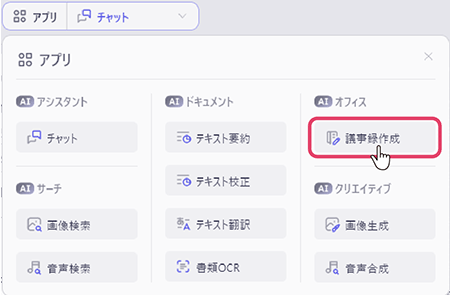 アプリ チャット
アプリ
AI アシスタント
チャット
AI サーチ
画像検索
音声検索
AI ドキュメント
テキスト要約
テキスト校正
テキスト翻訳
書類OCR
AI オフィス
議事録作成
AI クリエイティブ
画像生成
音声合成